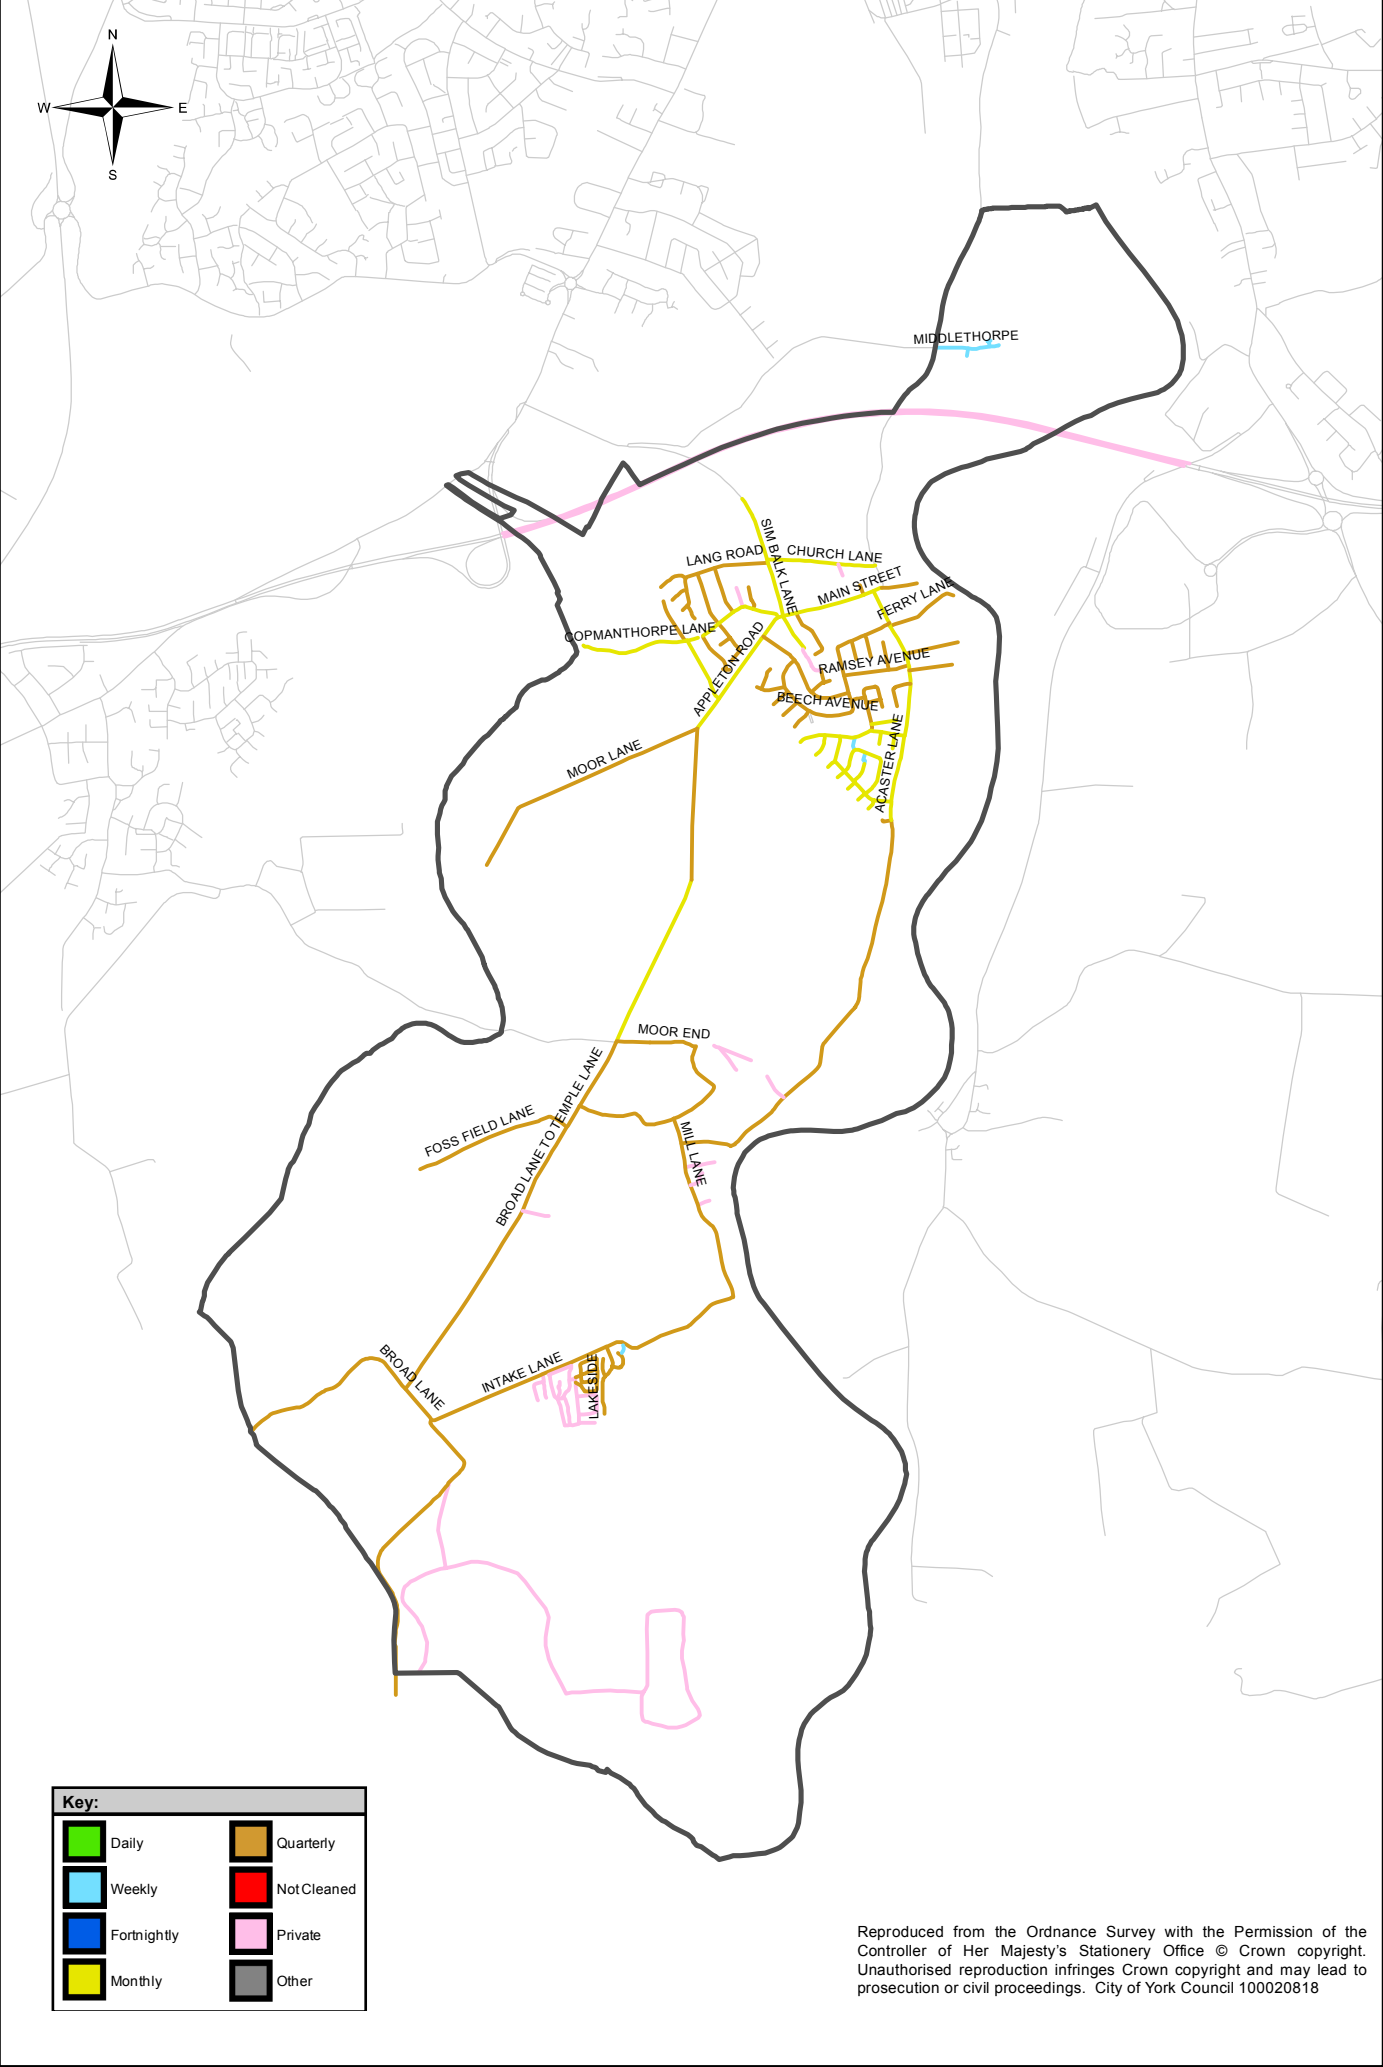 N
W E
S
MIDDLETHORPE
SIM BALK LANE
LANG ROAD
CHURCH LANE
MAIN STREET
FERRY LANE
COPMANTHORPE LANE
APPLETON ROAD
RAMSEY AVENUE
BEECH AVENUE
MOOR LANE
ACASTER LANE
MOOR END
BROAD LANE TO TEMPLE LANE
FOSS FIELD LANE
MILL LANE
BROAD LANE
INTAKE LANE
LAKESIDE
Key:
Daily
Quarterly
Weekly
Not Cleaned
Fortnightly
Private
Monthly
Other
Reproduced from the Ordnance Survey with the Permission of the
Controller of Her Majesty's Stationery Office © Crown copyright.
Unauthorised reproduction infringes Crown copyright and may lead to
prosecution or civil proceedings. City of York Council 100020818